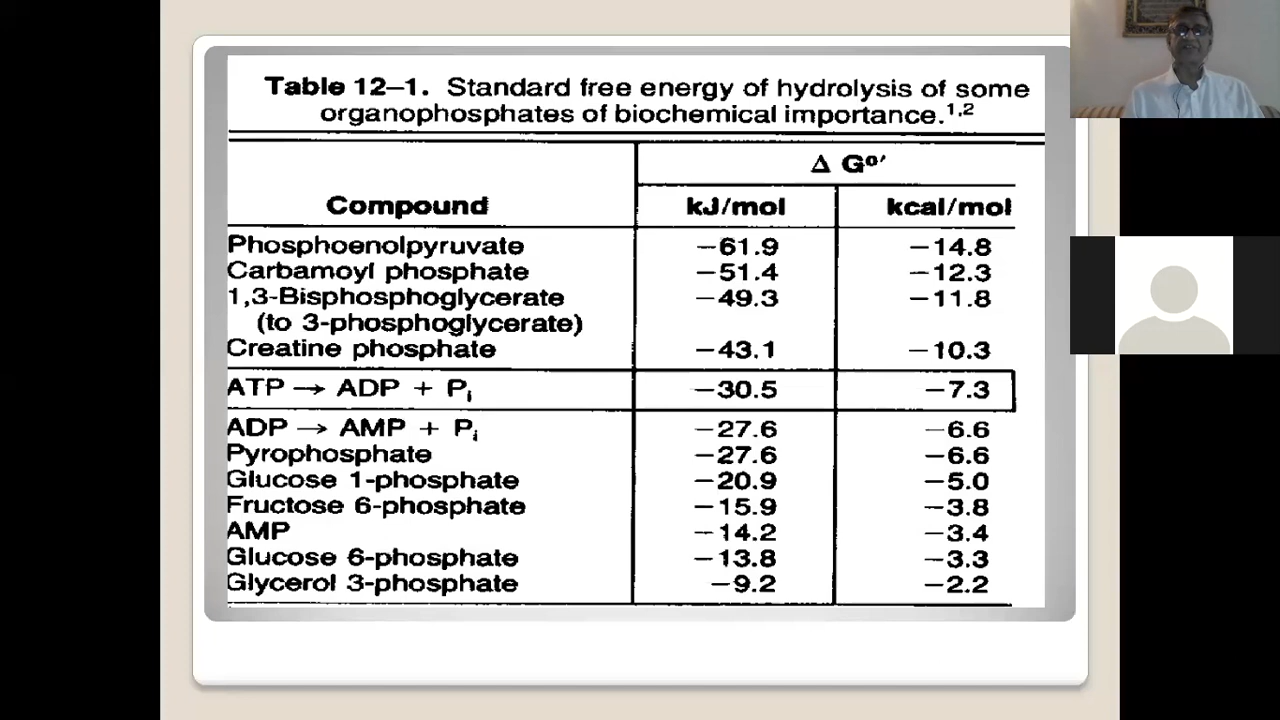 Table 12–1. Standard free energy of hydrolysis of some
organophosphates of biochemical importance.1,2
Δ G°′
Compound kJ/mol kcal/mol
Phosphoenolpyruvate −61.9 −14.8
Carbamoyl phosphate −51.4 −12.3
1,3-Bisphosphoglycerate −49.3 −11.8
(to 3-phosphoglycerate)
Creatine phosphate −43.1 −10.3
ATP → ADP + Pi −30.5 −7.3
ADP → AMP + Pi −27.6 −6.6
Pyrophosphate −27.6 −6.6
Glucose 1-phosphate −20.9 −5.0
Fructose 6-phosphate −15.9 −3.8
AMP −14.2 −3.4
Glucose 6-phosphate −13.8 −3.3
Glycerol 3-phosphate −9.2 −2.2